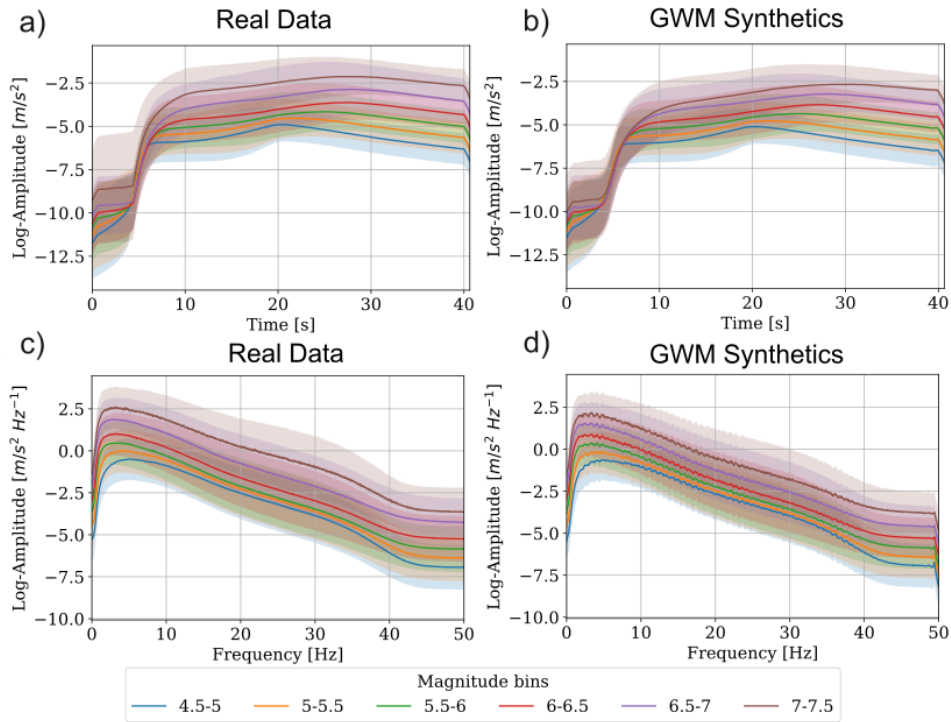 a) Real Data
b) GWM Synthetics
Log-Amplitude [m/s²]
−2.5
−5.0
−7.5
−10.0
−12.5
0 10 20 30 40
Time [s]
Log-Amplitude [m/s²]
−2.5
−5.0
−7.5
−10.0
−12.5
0 10 20 30 40
Time [s]
c) Real Data
d) GWM Synthetics
Log-Amplitude [m/s² Hz⁻¹]
2.5
0.0
−2.5
−5.0
−7.5
−10.0
0 10 20 30 40 50
Frequency [Hz]
Log-Amplitude [m/s² Hz⁻¹]
2.5
0.0
−2.5
−5.0
−7.5
−10.0
0 10 20 30 40 50
Frequency [Hz]
Magnitude bins
4.5-5 5-5.5 5.5-6 6-6.5 6.5-7 7-7.5